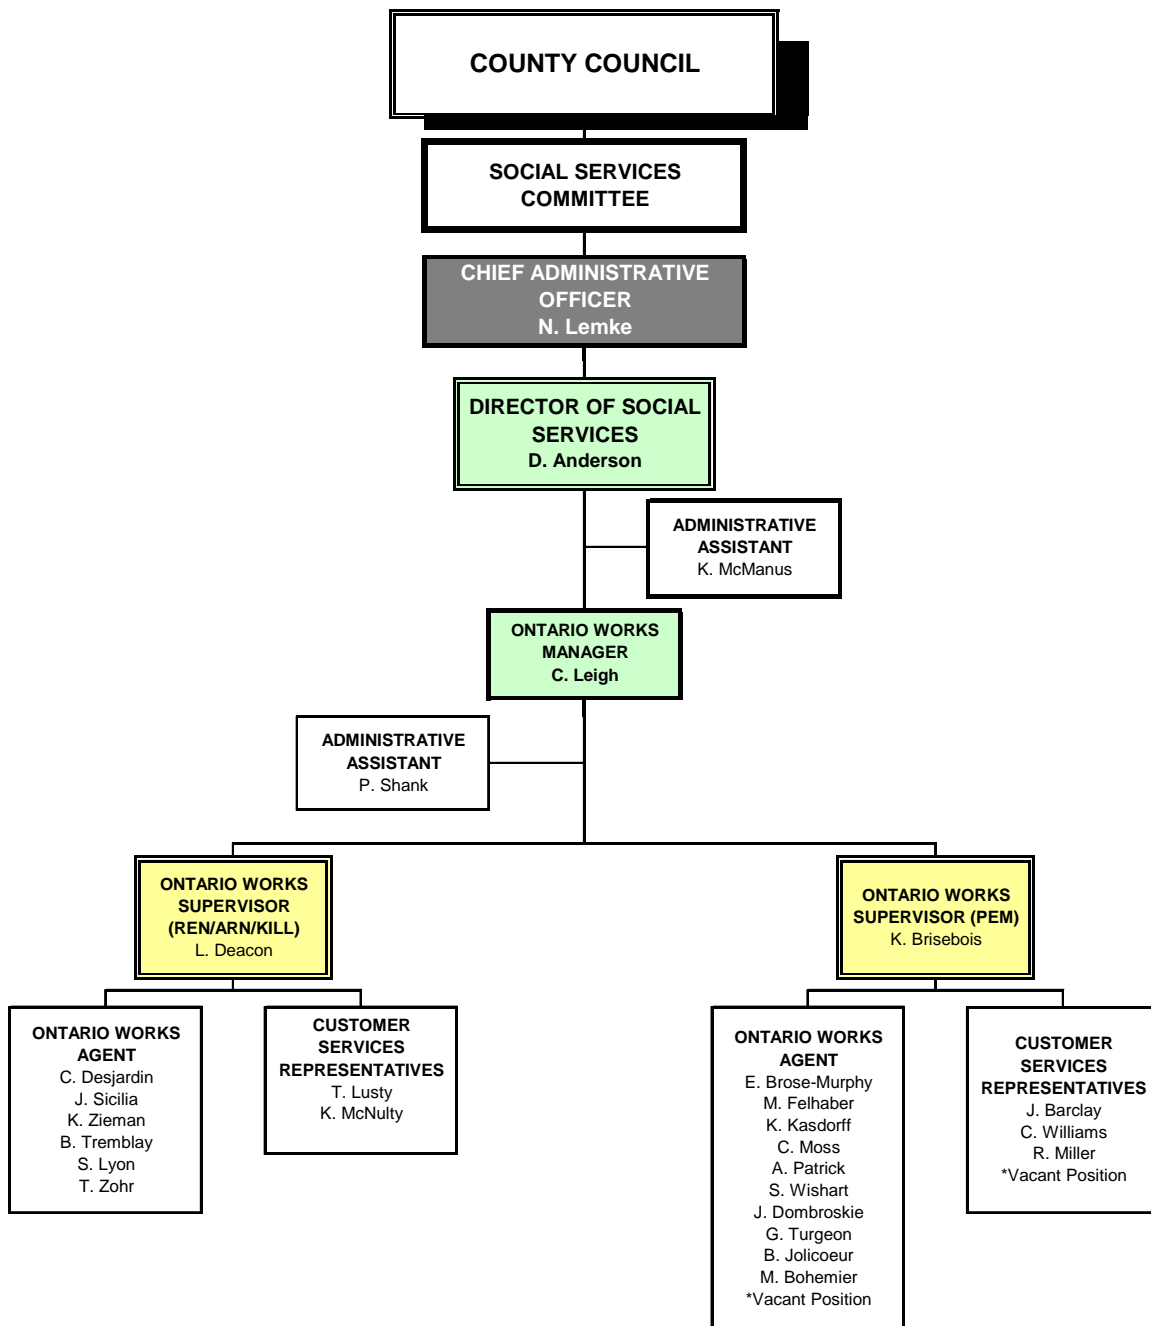 COUNTY COUNCIL
SOCIAL SERVICES
COMMITTEE
CHIEF ADMINISTRATIVE
OFFICER
N. Lemke
DIRECTOR OF SOCIAL
SERVICES
D. Anderson
ADMINISTRATIVE
ASSISTANT
K. McManus
ONTARIO WORKS
MANAGER
C. Leigh
ADMINISTRATIVE
ASSISTANT
P. Shank
ONTARIO WORKS
SUPERVISOR
(REN/ARN/KILL)
L. Deacon
ONTARIO WORKS
SUPERVISOR (PEM)
K. Brisebois
ONTARIO WORKS
AGENT
C. Desjardin
J. Sicilia
K. Zieman
B. Tremblay
S. Lyon
T. Zohr
CUSTOMER
SERVICES
REPRESENTATIVES
T. Lusty
K. McNulty
ONTARIO WORKS
AGENT
E. Brose-Murphy
M. Felhaber
K. Kasdorff
C. Moss
A. Patrick
S. Wishart
J. Dombroskie
G. Turgeon
B. Jolicoeur
M. Bohemier
*Vacant Position
CUSTOMER
SERVICES
REPRESENTATIVES
J. Barclay
C. Williams
R. Miller
*Vacant Position